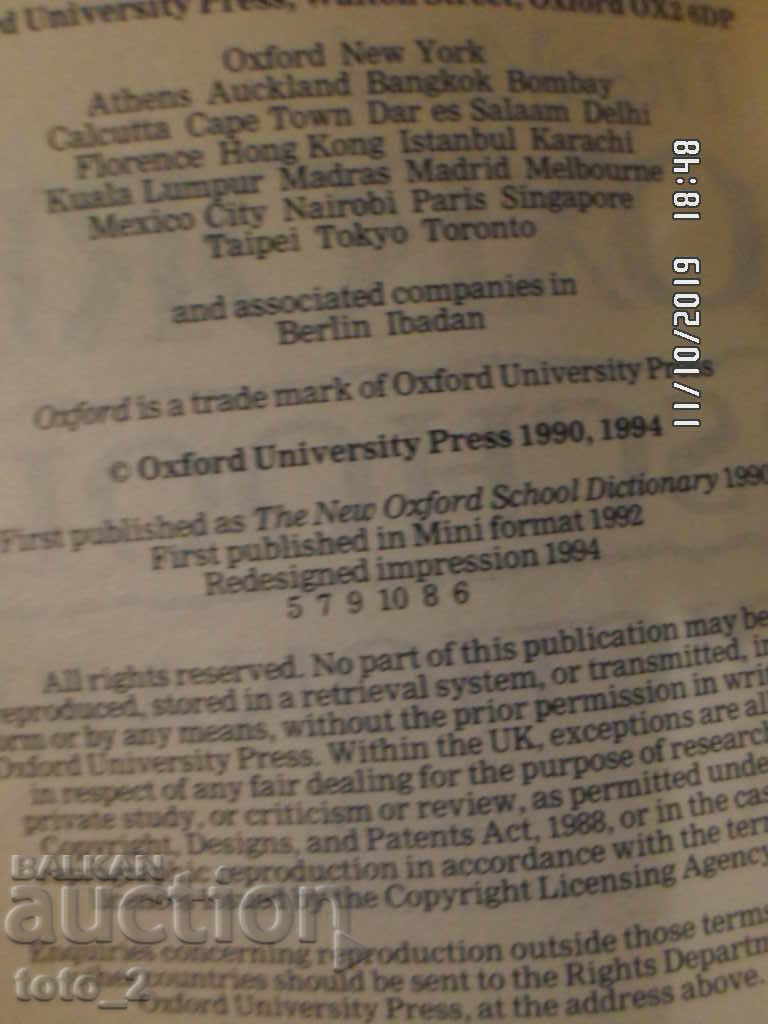 d University Press, Walton Street, Oxford OX2 6DP
Oxford New York
Athens Auckland Bangkok Bombay
Calcutta Cape Town Dar es Salaam Delhi
Florence Hong Kong Istanbul Karachi
Kuala Lumpur Madras Madrid Melbourne
Mexico City Nairobi Paris Singapore
Taipei Tokyo Toronto
and associated companies in
Berlin Ibadan
Oxford is a trade mark of Oxford University Press
© Oxford University Press 1990, 1994
First published as The New Oxford School Dictionary 1990
First published in Mini format 1992
Redesigned impression 1994
5 7 9 10 8 6
All rights reserved. No part of this publication may be
reproduced, stored in a retrieval system, or transmitted, in
orm or by any means, without the prior permission in writ
Oxford University Press. Within the UK, exceptions are all
in respect of any fair dealing for the purpose of research
private study, or criticism or review, as permitted unde
Copyright, Designs, and Patents Act, 1988, or in the cas
reproduction in accordance with the term
issued by the Copyright Licensing Agency
Enquiries concerning reproduction outside those terms
countries should be sent to the Rights Departm
Oxford University Press, at the address above.
11/10/2019 18:48
BALKAN
auction
toto_2